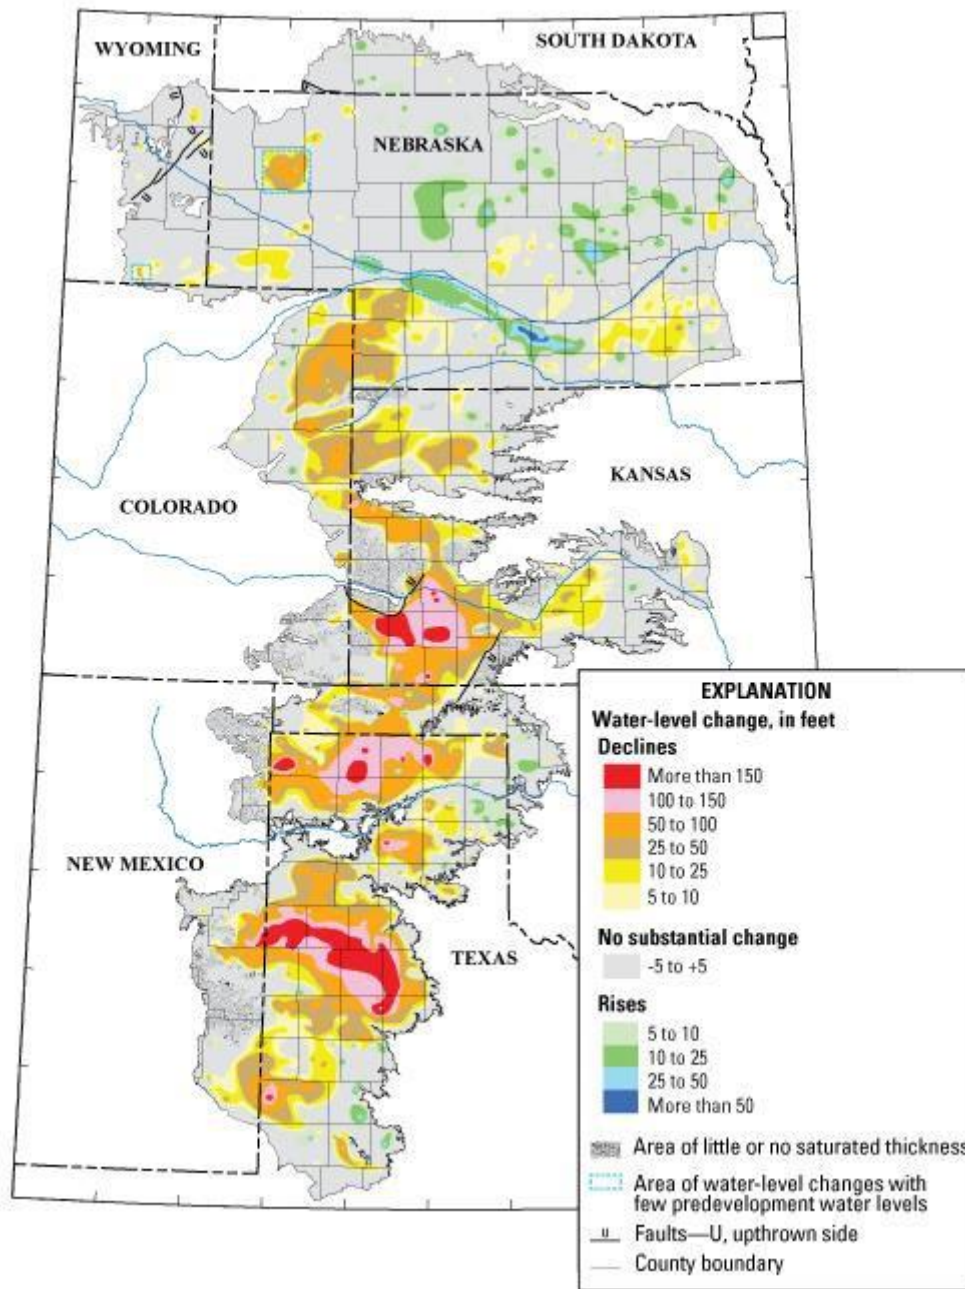 WYOMING
SOUTH DAKOTA
NEBRASKA
COLORADO
KANSAS
NEW MEXICO
TEXAS
U
U
U
U
U
U
EXPLANATION
Water-level change, in feet
Declines
More than 150
100 to 150
50 to 100
25 to 50
10 to 25
5 to 10
No substantial change
-5 to +5
Rises
5 to 10
10 to 25
25 to 50
More than 50
Area of little or no saturated thickness
Area of water-level changes with
few predevelopment water levels
U
Faults—U, upthrown side
County boundary